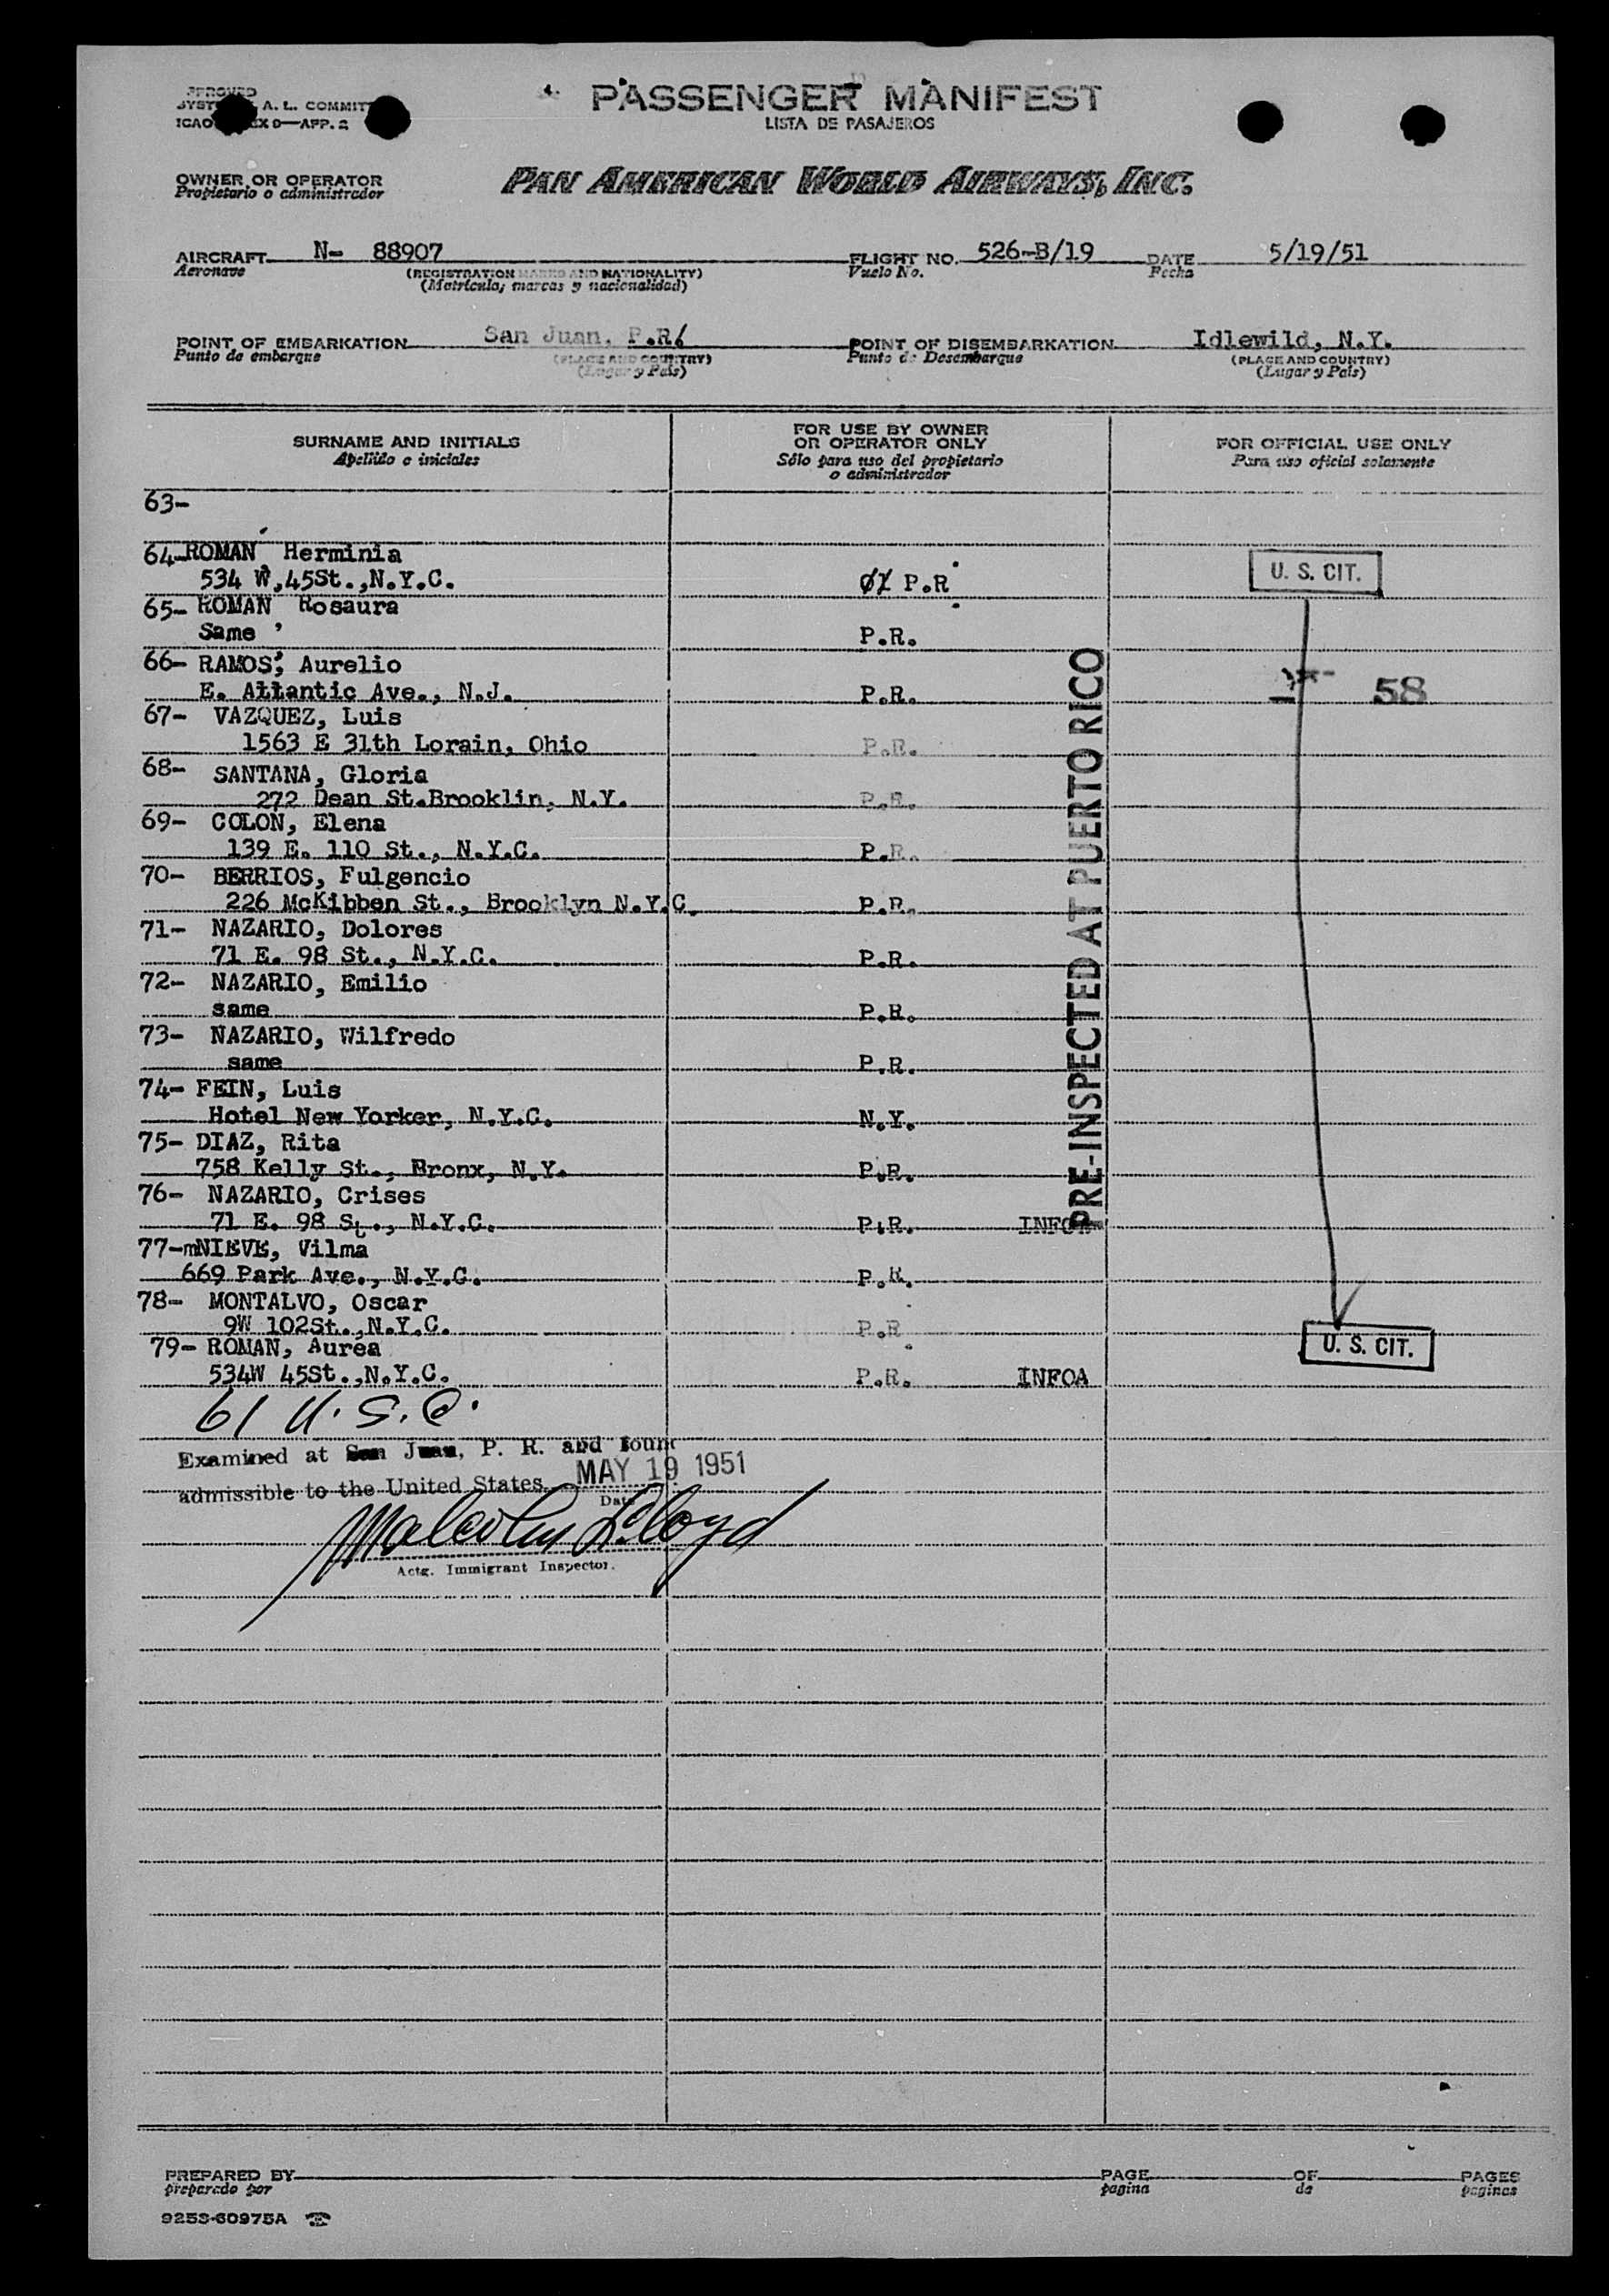 PASSENGER MANIFEST
LISTA DE PASAJEROS
A. L. COMMIT
ICAO EX 9—APP. 2
OWNER OR OPERATOR
Propietario o administrador
PAN AMERICAN WORLD AIRWAYS, INC.
AIRCRAFT N- 88907 FLIGHT NO. 526-B/19 DATE 5/19/51
Aeronave (REGISTRATION MARKS AND NATIONALITY) Vuelo No. Fecha
(Matrícula, marcas y nacionalidad)
POINT OF EMBARKATION San Juan, P.R. POINT OF DISEMBARKATION Idlewild, N.Y.
Punto de embarque (PLACE AND COUNTRY) Punto de Desembarque (PLACE AND COUNTRY)
(Lugar y País) (Lugar y País)
SURNAME AND INITIALS FOR USE BY OWNER OR OPERATOR ONLY FOR OFFICIAL USE ONLY
Apellido e iniciales Sólo para uso del propietario o administrador Para uso oficial solamente
63-
64-ROMAN Herminia
534 W,45St.,N.Y.C. P.R U. S. CIT.
65- ROMAN Rosaura
Same P.R.
66- RAMOS, Aurelio
E. Atlantic Ave., N.J. P.R. 58
67- VAZQUEZ, Luis
1563 E 31th Lorain, Ohio P.R.
68- SANTANA, Gloria
272 Dean St.Brooklin, N.Y. P.R.
69- COLON, Elena
139 E. 110 St., N.Y.C. P.R.
70- BERRIOS, Fulgencio
226 McKibben St., Brooklyn N.Y.C. P.R.
71- NAZARIO, Dolores
71 E. 98 St., N.Y.C. P.R.
72- NAZARIO, Emilio
same P.R.
73- NAZARIO, Wilfredo
same P.R.
74- FEIN, Luis
Hotel New Yorker, N.Y.C. N.Y.
75- DIAZ, Rita
758 Kelly St., Bronx, N.Y. P.R.
76- NAZARIO, Crises
71 E. 98 St., N.Y.C. P.R. INFOA
77-mNIEVE, Vilma
669 Park Ave., N.Y.C. P.R.
78- MONTALVO, Oscar
9W 102St.,N.Y.C. P.R
79- ROMAN, Aurea U. S. CIT.
534W 45St.,N.Y.C. P.R. INFOA
PRE-INSPECTED AT PUERTO RICO
61 U.S.C.
Examined at San Juan, P. R. and found
admissible to the United States MAY 19 1951
Date
Malcolm Lloyd
Actg. Immigrant Inspector.
PREPARED BY PAGE OF PAGES
preparado por pagina de paginas
9253-60975A